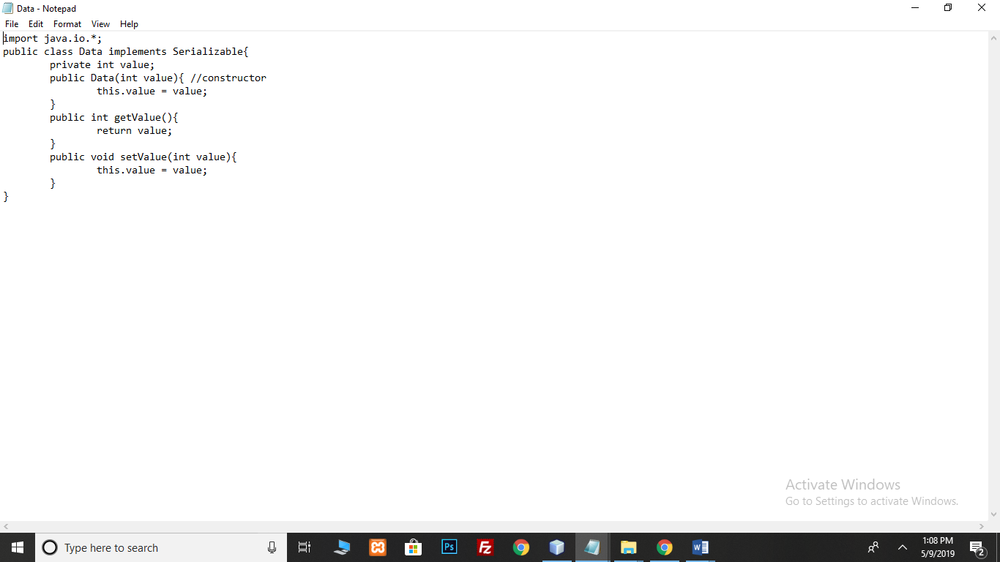 Data - Notepad
File Edit Format View Help
import java.io.*;
public class Data implements Serializable{
        private int value;
        public Data(int value){ //constructor
                this.value = value;
        }
        public int getValue(){
                return value;
        }
        public void setValue(int value){
                this.value = value;
        }
}
Activate Windows
Go to Settings to activate Windows.
Type here to search
Ps
Fz
W
1:08 PM
5/9/2019
2